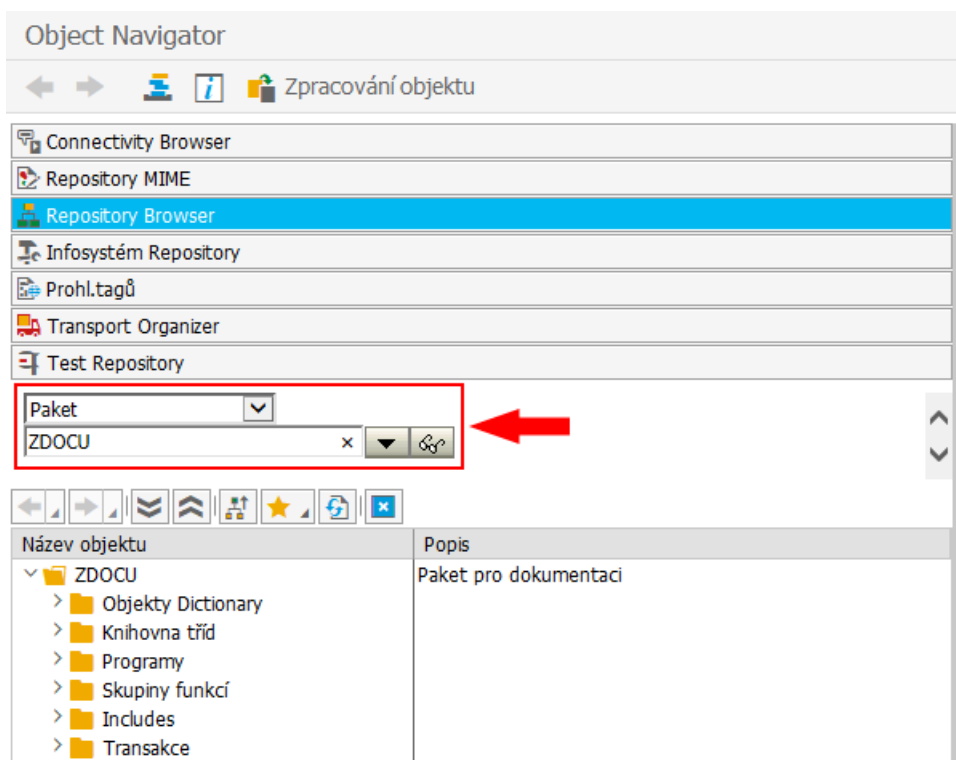 Object Navigator
Zpracování objektu
Connectivity Browser
Repository MIME
Repository Browser
Infosystém Repository
Prohl.tagů
Transport Organizer
Test Repository
Paket
ZDOCU
Název objektu Popis
ZDOCU Paket pro dokumentaci
Objekty Dictionary
Knihovna tříd
Programy
Skupiny funkcí
Includes
Transakce